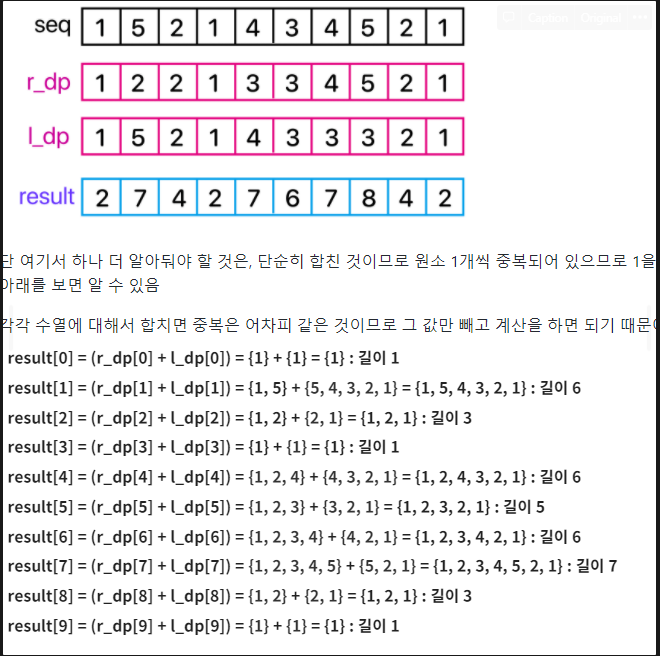 seq 1 5 2 1 4 3 4 5 2 1
r_dp 1 2 2 1 3 3 4 5 2 1
l_dp 1 5 2 1 4 3 3 3 2 1
result 2 7 4 2 7 6 7 8 4 2
단 여기서 하나 더 알아둬야 할 것은, 단순히 합친 것이므로 원소 1개씩 중복되어 있으므로 1을
아래를 보면 알 수 있음
각각 수열에 대해서 합치면 중복은 어차피 같은 것이므로 그 값만 빼고 계산을 하면 되기 때문
result[0] = (r_dp[0] + l_dp[0]) = {1} + {1} = {1} : 길이 1
result[1] = (r_dp[1] + l_dp[1]) = {1, 5} + {5, 4, 3, 2, 1} = {1, 5, 4, 3, 2, 1} : 길이 6
result[2] = (r_dp[2] + l_dp[2]) = {1, 2} + {2, 1} = {1, 2, 1} : 길이 3
result[3] = (r_dp[3] + l_dp[3]) = {1} + {1} = {1} : 길이 1
result[4] = (r_dp[4] + l_dp[4]) = {1, 2, 4} + {4, 3, 2, 1} = {1, 2, 4, 3, 2, 1} : 길이 6
result[5] = (r_dp[5] + l_dp[5]) = {1, 2, 3} + {3, 2, 1} = {1, 2, 3, 2, 1} : 길이 5
result[6] = (r_dp[6] + l_dp[6]) = {1, 2, 3, 4} + {4, 2, 1} = {1, 2, 3, 4, 2, 1} : 길이 6
result[7] = (r_dp[7] + l_dp[7]) = {1, 2, 3, 4, 5} + {5, 2, 1} = {1, 2, 3, 4, 5, 2, 1} : 길이 7
result[8] = (r_dp[8] + l_dp[8]) = {1, 2} + {2, 1} = {1, 2, 1} : 길이 3
result[9] = (r_dp[9] + l_dp[9]) = {1} + {1} = {1} : 길이 1